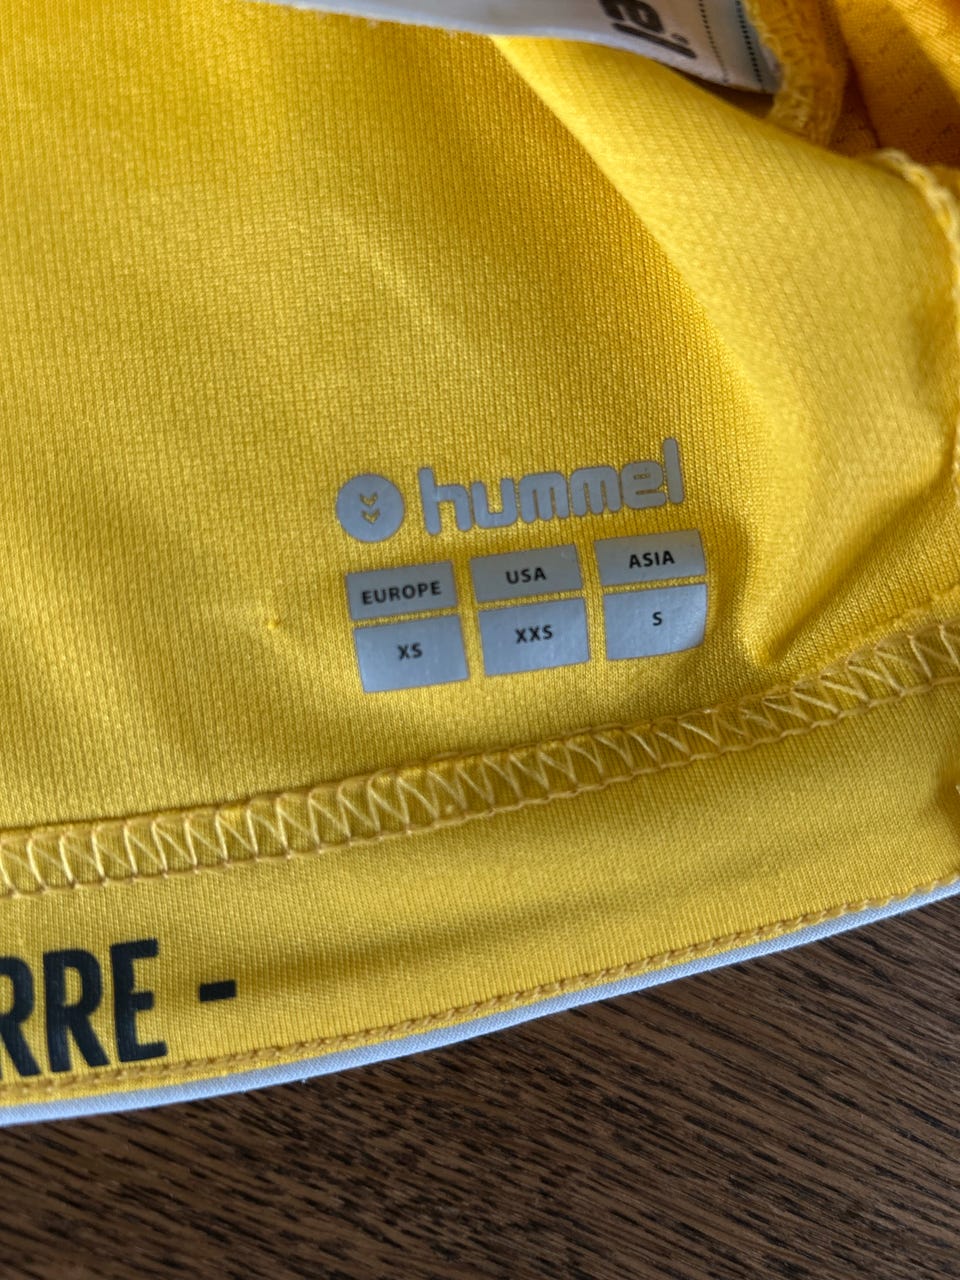 hummel
EUROPE USA ASIA
XS XXS S
RRE -